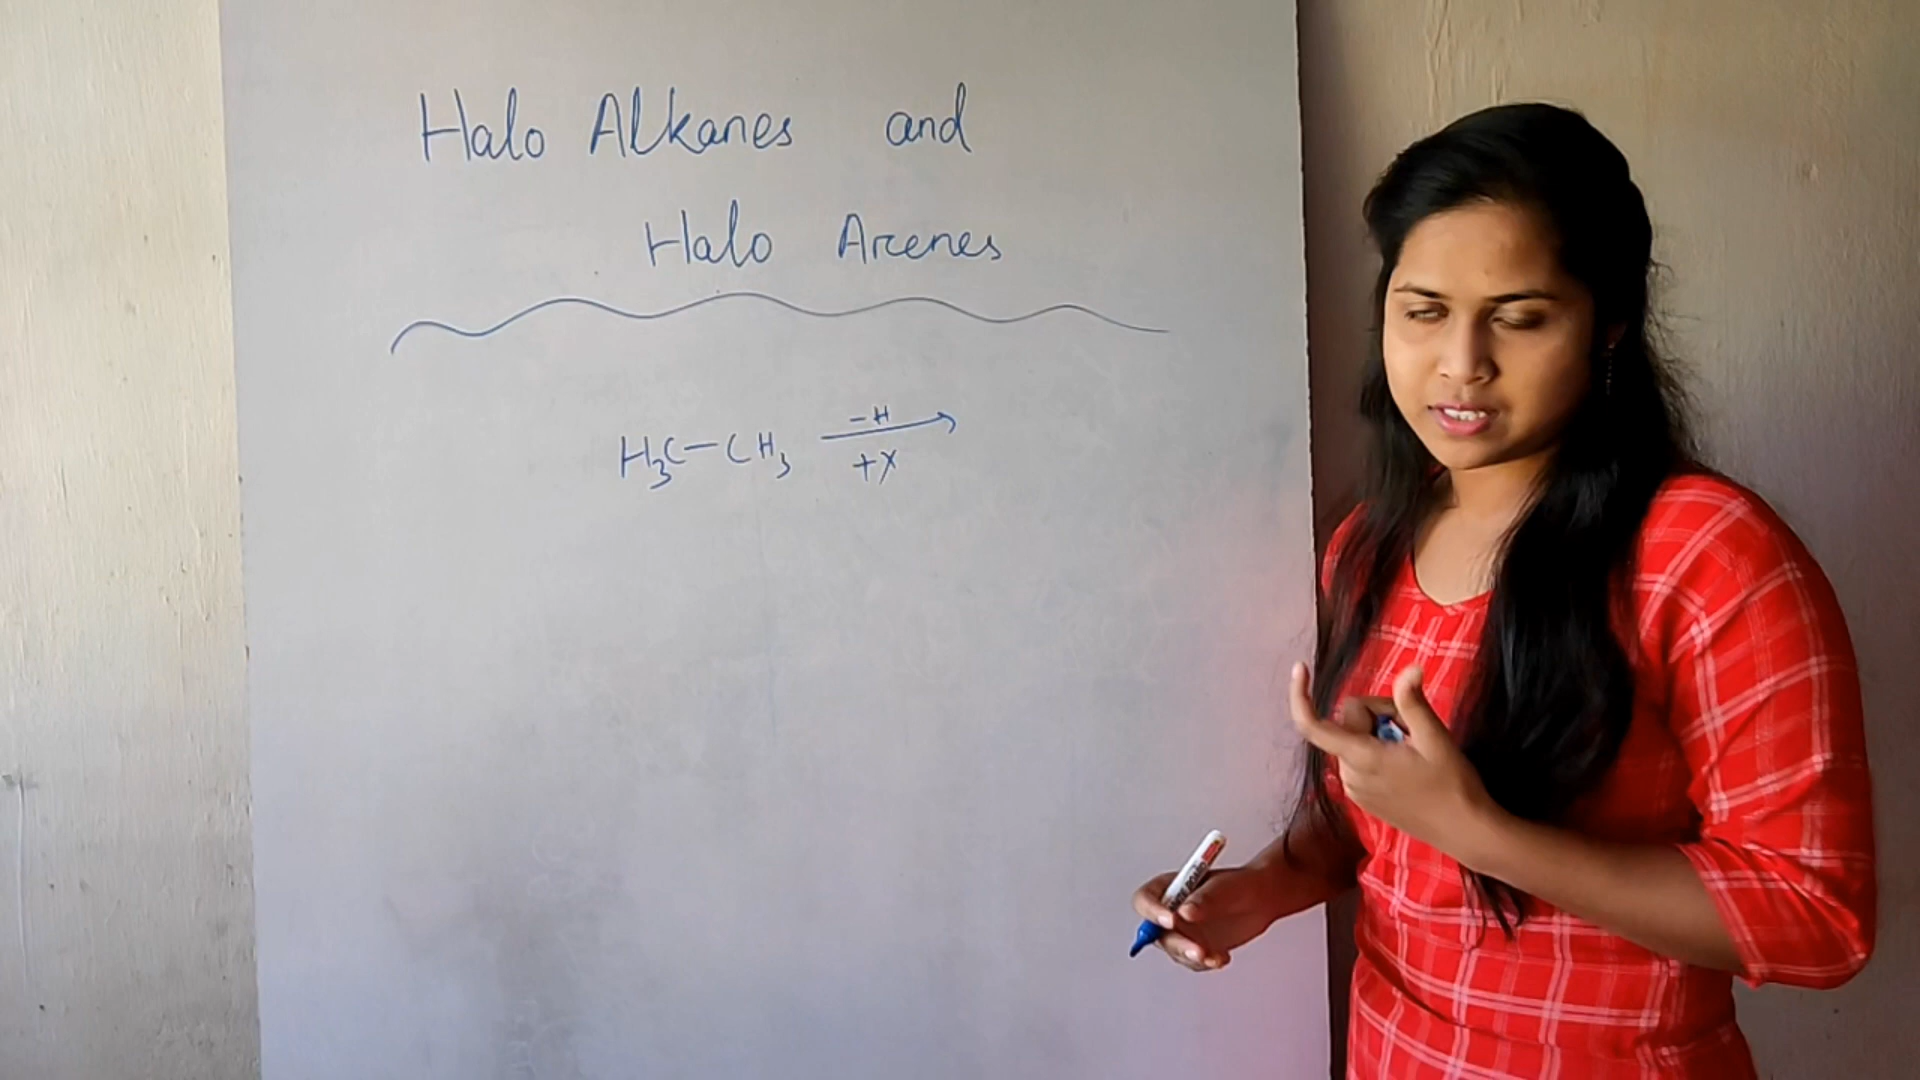 Halo Alkanes and
Halo Arenes
H₃C-CH₃ -H → +X